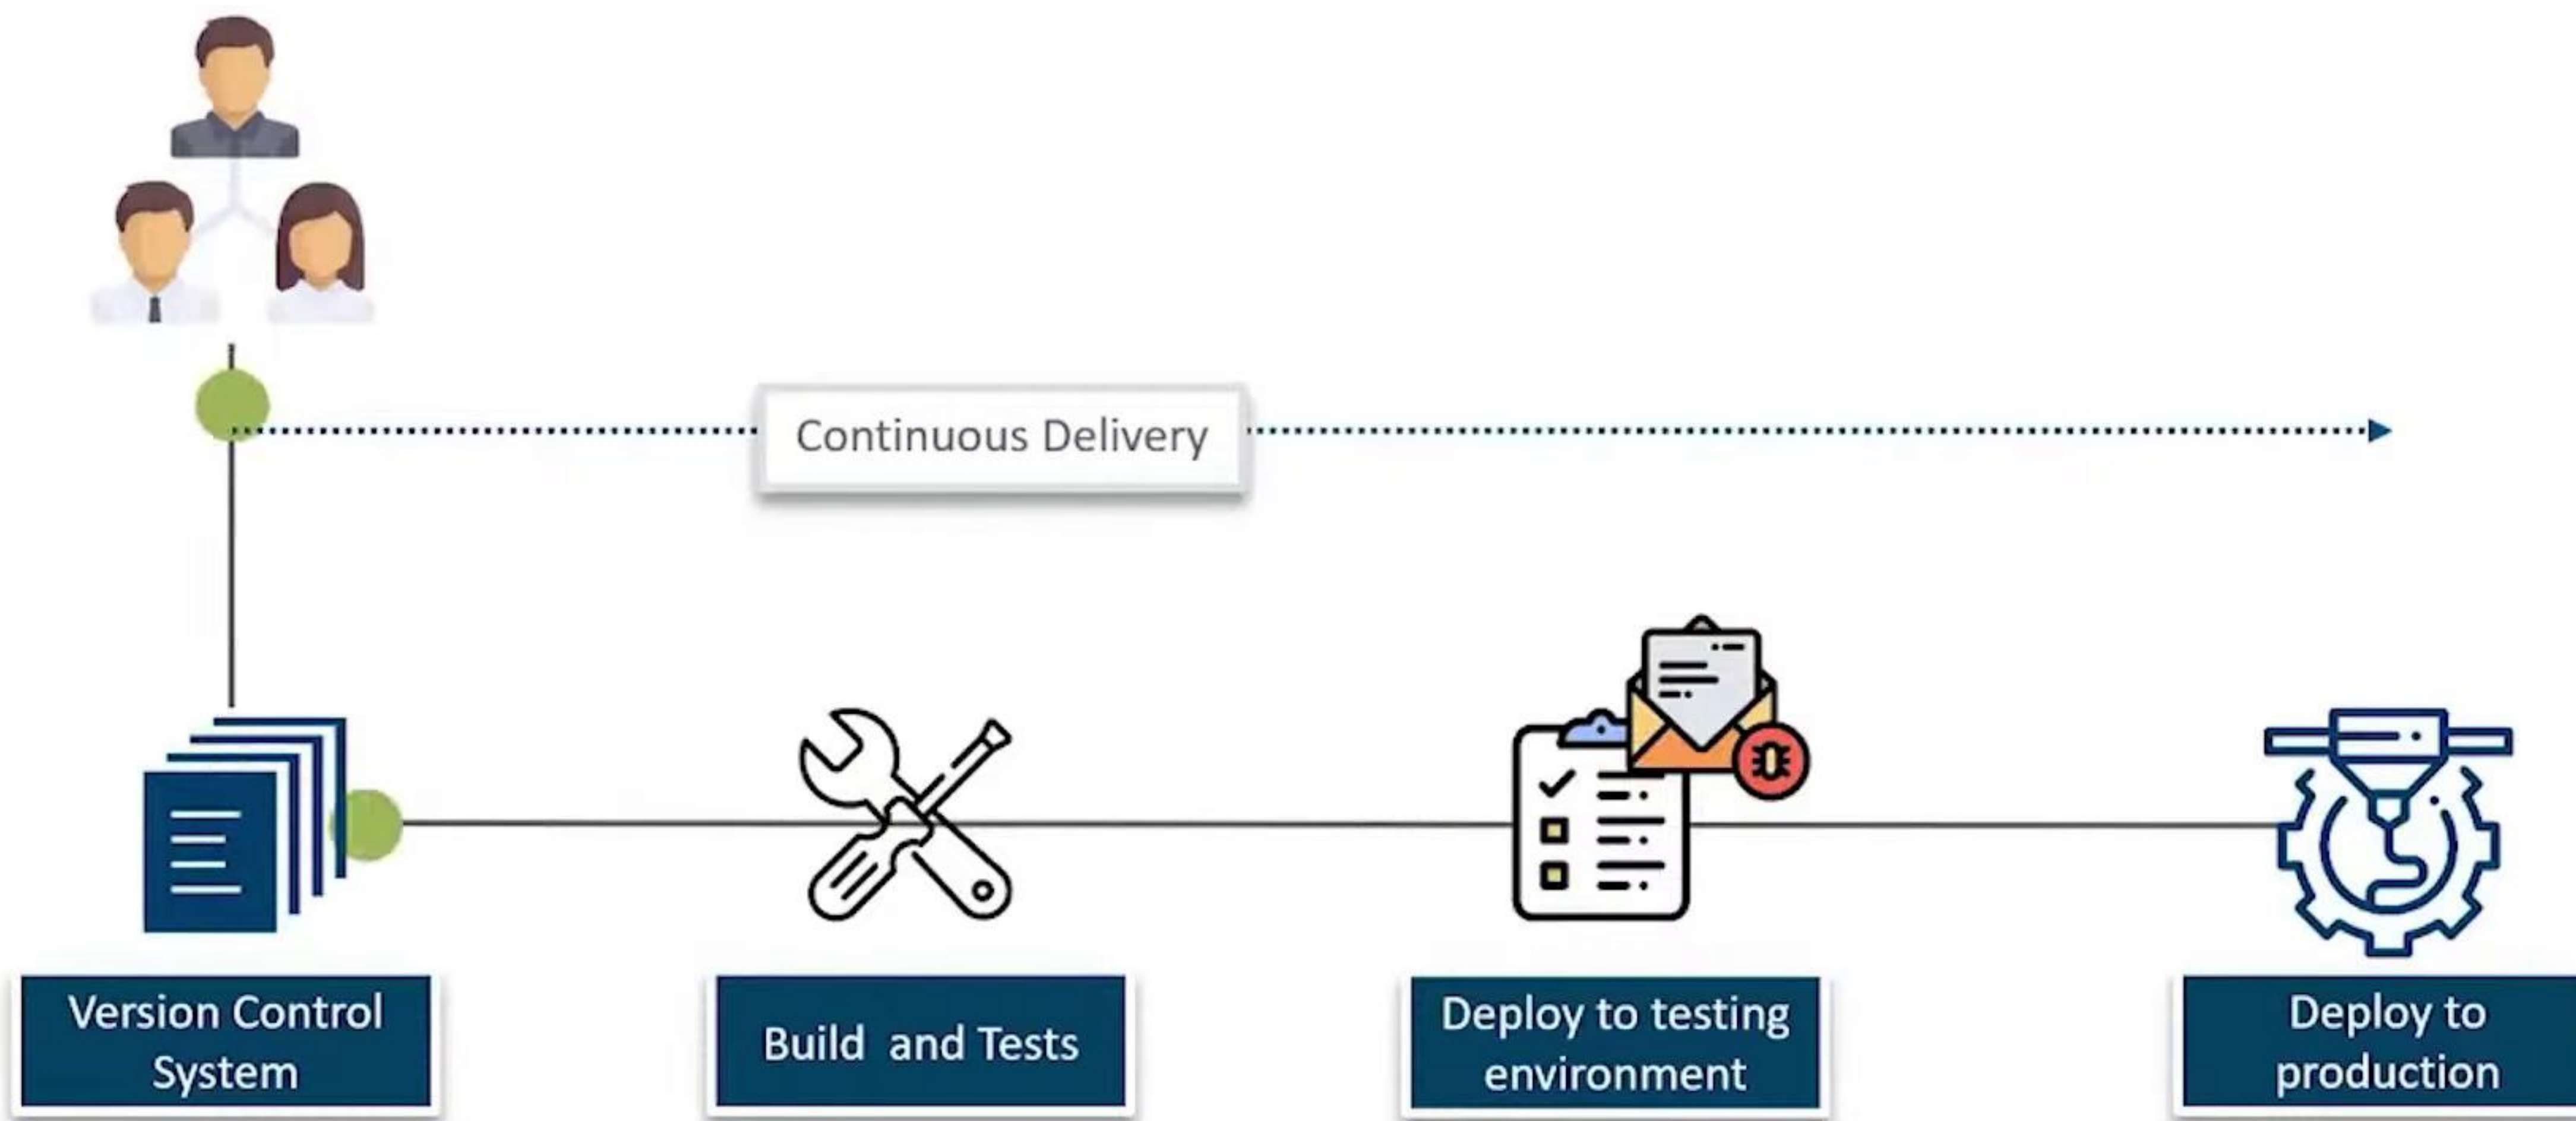 Continuous Delivery
Version Control
System
Build and Tests
Deploy to testing
environment
Deploy to
production